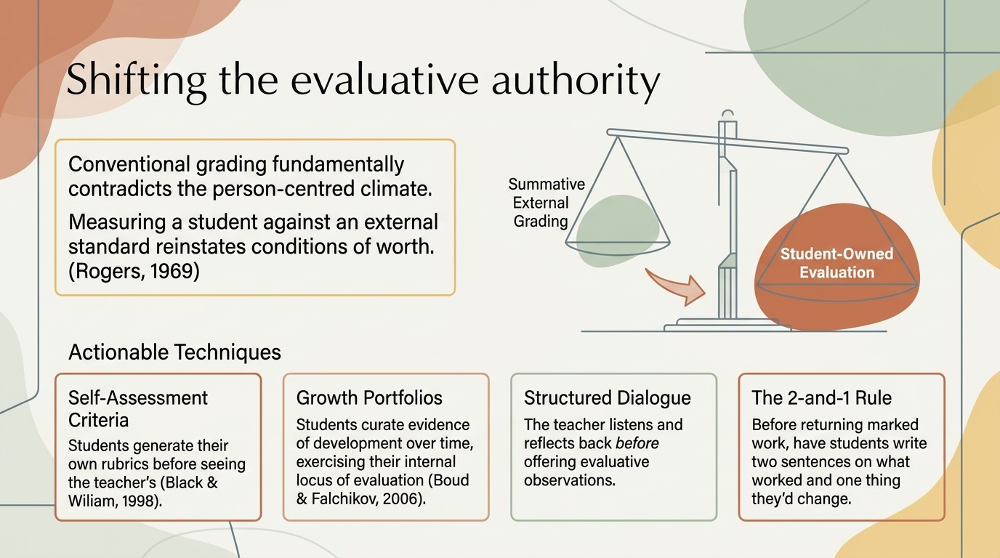 Shifting the evaluative authority
Conventional grading fundamentally
contradicts the person-centred climate.
Measuring a student against an external
standard reinstates conditions of worth.
(Rogers, 1969)
Summative
External
Grading
Student-Owned
Evaluation
Actionable Techniques
Self-Assessment
Criteria
Students generate their
own rubrics before seeing
the teacher's (Black &
Wiliam, 1998).
Growth Portfolios
Students curate evidence
of development over time,
exercising their internal
locus of evaluation (Boud
& Falchikov, 2006).
Structured Dialogue
The teacher listens and
reflects back before
offering evaluative
observations.
The 2-and-1 Rule
Before returning marked
work, have students write
two sentences on what
worked and one thing
they'd change.